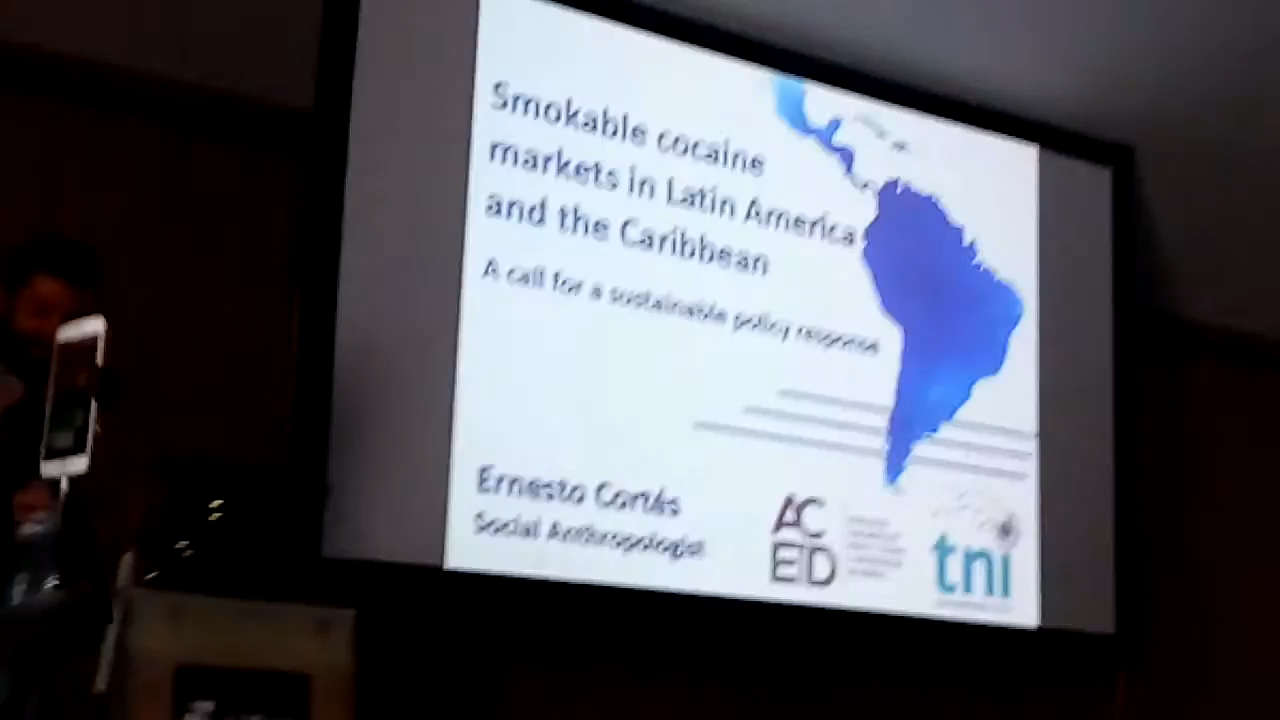 Smokable cocaine
markets in Latin America
and the Caribbean
A call for a sustainable policy response
Ernesto Cortés
Social Anthropologist
AC
ED
tni